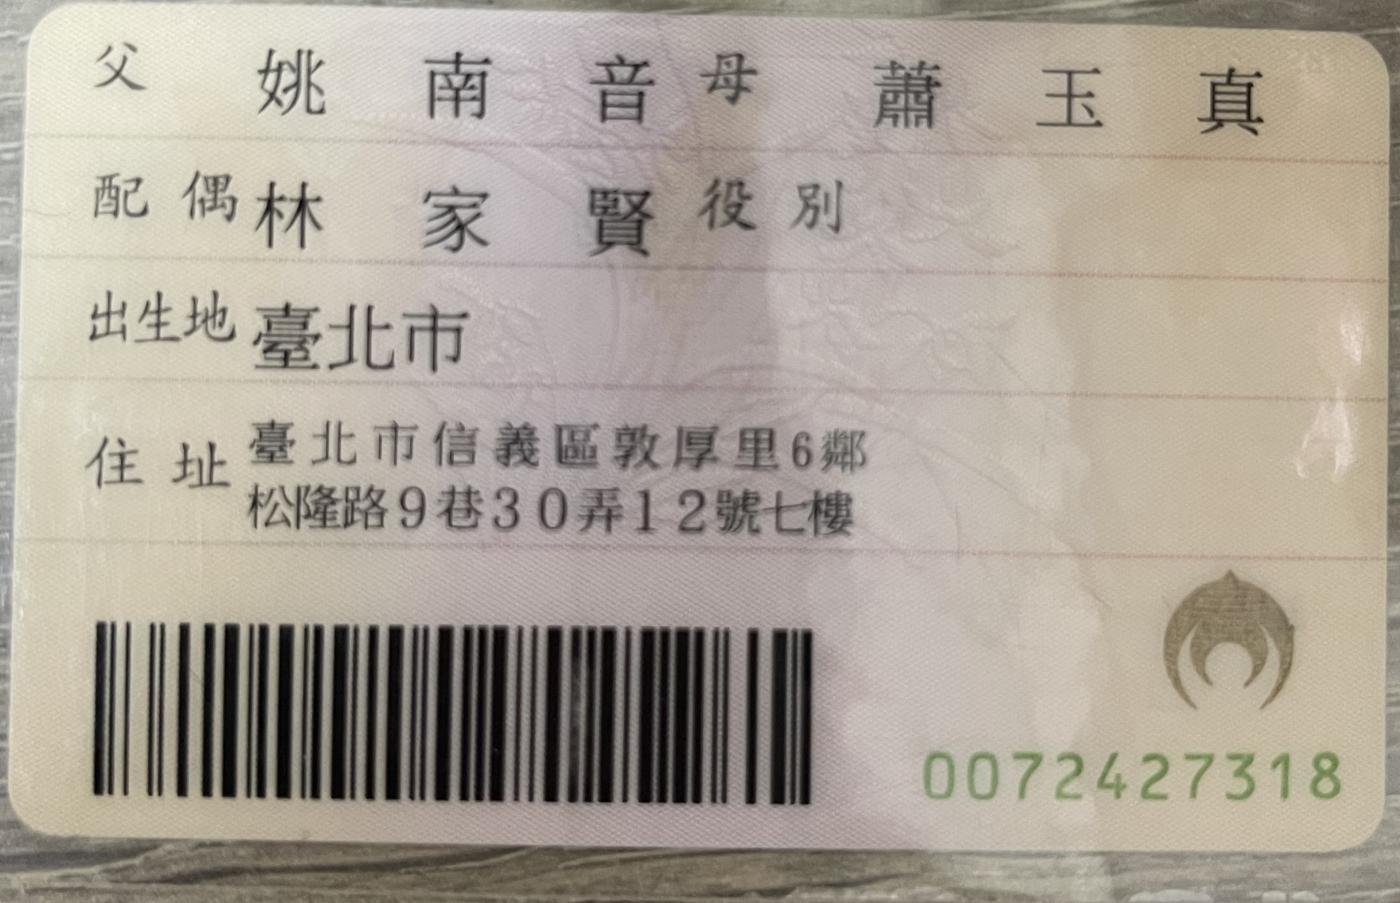 父 姚南音 母 蕭玉真
配偶 林家賢 役別
出生地 臺北市
住址 臺北市信義區敦厚里6鄰
松隆路9巷30弄12號七樓
0072427318